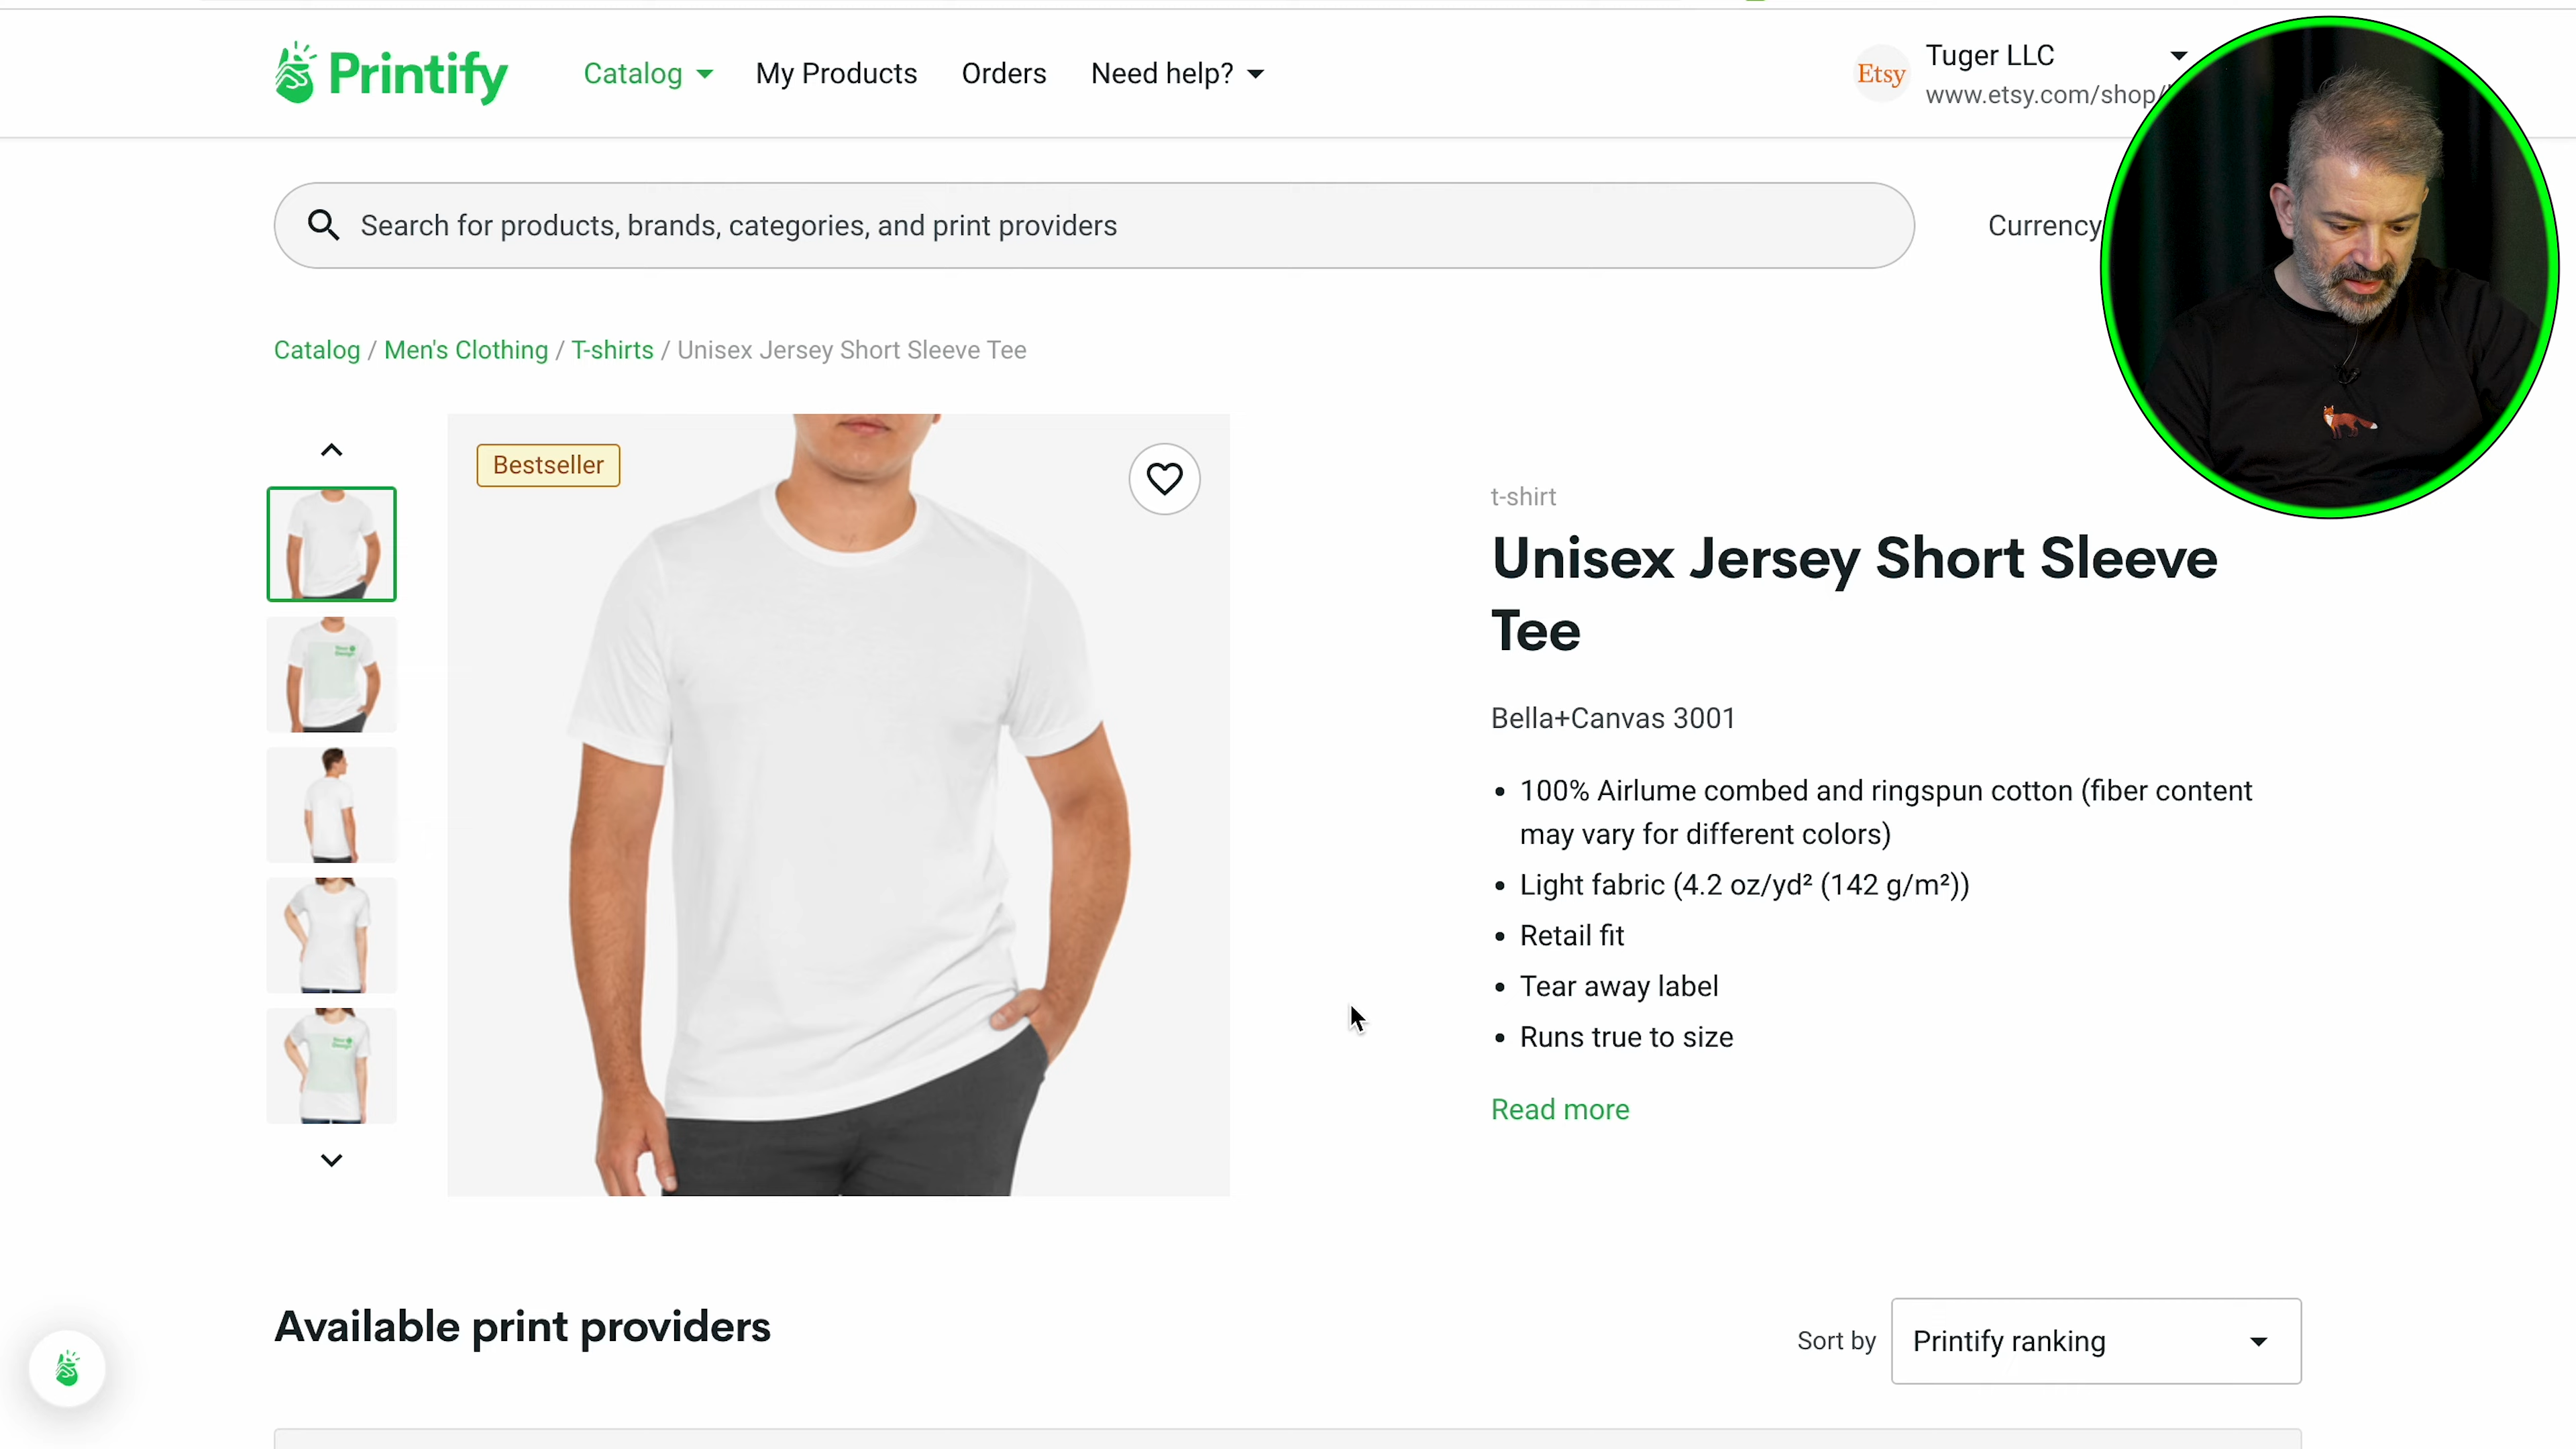 Printify
Catalog
My Products
Orders
Need help?
Etsy
Tuger LLC
www.etsy.com/shop/
Search for products, brands, categories, and print providers
Currency
Catalog / Men's Clothing / T-shirts / Unisex Jersey Short Sleeve Tee
Bestseller
Your
Design
Your
Design
t-shirt
Unisex Jersey Short Sleeve
Tee
Bella+Canvas 3001
100% Airlume combed and ringspun cotton (fiber content
may vary for different colors)
Light fabric (4.2 oz/yd² (142 g/m²))
Retail fit
Tear away label
Runs true to size
Read more
Available print providers
Sort by
Printify ranking